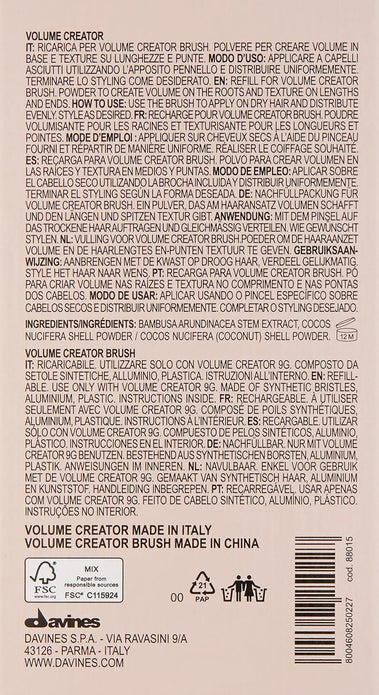 VOLUME CREATOR
IT: RICARICA PER VOLUME CREATOR BRUSH. POLVERE PER CREARE VOLUME IN
BASE E TEXTURE SU LUNGHEZZE E PUNTE. MODO D'USO: APPLICARE A CAPELLI
ASCIUTTI UTILIZZANDO L'APPOSITO PENNELLO E DISTRIBUIRE UNIFORMEMENTE.
TERMINARE LO STYLING COME DESIDERATO. EN: REFILL FOR VOLUME CREATOR
BRUSH. POWDER TO CREATE VOLUME ON THE ROOTS AND TEXTURE ON LENGTHS
AND ENDS. HOW TO USE: USE THE BRUSH TO APPLY ON DRY HAIR AND DISTRIBUTE
EVENLY. STYLE AS DESIRED. FR: RECHARGE POUR VOLUME CREATOR BRUSH. POUDRE
VOLUMISANTE POUR LES RACINES ET TEXTURISANTE POUR LES LONGUEURS ET
POINTES. MODE D'EMPLOI : APPLIQUER SUR CHEVEUX SECS À L'AIDE DU PINCEAU
FOURNI ET RÉPARTIR DE MANIÈRE UNIFORME. RÉALISER LE COIFFAGE SOUHAITÉ.
ES: RECARGA PARA VOLUME CREATOR BRUSH. POLVO PARA CREAR VOLUMEN EN
LAS RAÍCES Y TEXTURA EN MEDIOS Y PUNTAS. MODO DE EMPLEO: APLICAR SOBRE
EL CABELLO SECO UTILIZANDO LA BROCHA INCLUIDA Y DISTRIBUIR UNIFORMEMENTE.
TERMINAR EL STYLING SEGÚN LA FORMA DESEADA. DE: NACHFÜLLPACKUNG FÜR
VOLUME CREATOR BRUSH. EIN PULVER, DAS AM HAARANSATZ VOLUMEN SCHAFFT
UND DEN LÄNGEN UND SPITZEN TEXTUR GIBT. ANWENDUNG: MIT DEM PINSEL AUF
DAS TROCKENE HAAR AUFTRAGEN UND GLEICHMÄSSIG VERTEILEN. WIE GEWÜNSCHT
STYLEN. NL: VULLING VOOR VOLUME CREATOR BRUSH. POEDER OM DE HAARAANZET
VOLUME EN DE HAARLENGTES EN-PUNTEN TEXTUUR TE GEVEN. GEBRUIKSAAN-
WIJZING: AANBRENGEN MET DE KWAST OP DROOG HAAR, VERDEEL GELIJKMATIG.
STYLE HET HAAR NAAR WENS. PT: RECARGA PARA VOLUME CREATOR BRUSH. PÓ
PARA CRIAR VOLUME NAS RAÍZES E TEXTURA NO COMPRIMENTO E NAS PONTAS
DOS CABELOS. MODO DE USAR: APLICAR USANDO O PINCEL ESPECÍFICO SOBRE
CABELOS SECOS E DISTRIBUIR UNIFORMEMENTE. COMPLETAR O STYLING DESEJADO.
INGREDIENTS/INGRÉDIENTS: BAMBUSA ARUNDINACEA STEM EXTRACT, COCOS
NUCIFERA SHELL POWDER / COCOS NUCIFERA (COCONUT) SHELL POWDER.
12 M
VOLUME CREATOR BRUSH
IT: RICARICABILE. UTILIZZARE SOLO CON VOLUME CREATOR 9G. COMPOSTO DA
SETOLE SINTETICHE, ALLUMINIO, PLASTICA. ISTRUZIONI ALL'INTERNO. EN: REFILL-
ABLE. USE ONLY WITH VOLUME CREATOR 9G. MADE OF SYNTHETIC BRISTLES,
ALUMINIUM, PLASTIC. INSTRUCTIONS INSIDE. FR: RECHARGEABLE. À UTILISER
SEULEMENT AVEC VOLUME CREATOR 9G. COMPOSÉ DE POILS SYNTHÉTIQUES,
ALUMINIUM, PLASTIQUE. INSTRUCTIONS À L'INTÉRIEUR. ES: RECARGABLE. UTILIZAR
SÓLO CON VOLUME CREATOR 9G. COMPUESTO DE PELOS SINTÉTICOS, ALUMINIO,
PLÁSTICO. INSTRUCCIONES EN EL INTERIOR. DE: NACHFÜLLBAR. NUR MIT VOLUME
CREATOR 9G BENUTZEN. BESTEHEND AUS SYNTHETISCHEN BORSTEN, ALUMINIUM,
PLASTIK. ANWEISUNGEN IM INNEREN. NL: NAVULBAAR. ENKEL VOOR GEBRUIK
MET DE VOLUME CREATOR 9G. GEMAAKT VAN SYNTHETISCH HAAR, ALUMINIUM
EN KUNSTSTOF. HANDLEIDING INBEGREPEN. PT: RECARREGÁVEL. USAR APENAS
COM VOLUME CREATOR 9G. FEITO DE CABELO SINTÉTICO, ALUMÍNIO, PLÁSTICO.
INSTRUÇÕES NO INTERIOR.
VOLUME CREATOR MADE IN ITALY
VOLUME CREATOR BRUSH MADE IN CHINA
FSC
www.fsc.org
MIX
Paper from
responsible sources
FSC® C115924
00
21
PAP
cod. 88015
8004608250227
davines
DAVINES S.P.A. - VIA RAVASINI 9/A
43126 - PARMA - ITALY
WWW.DAVINES.COM